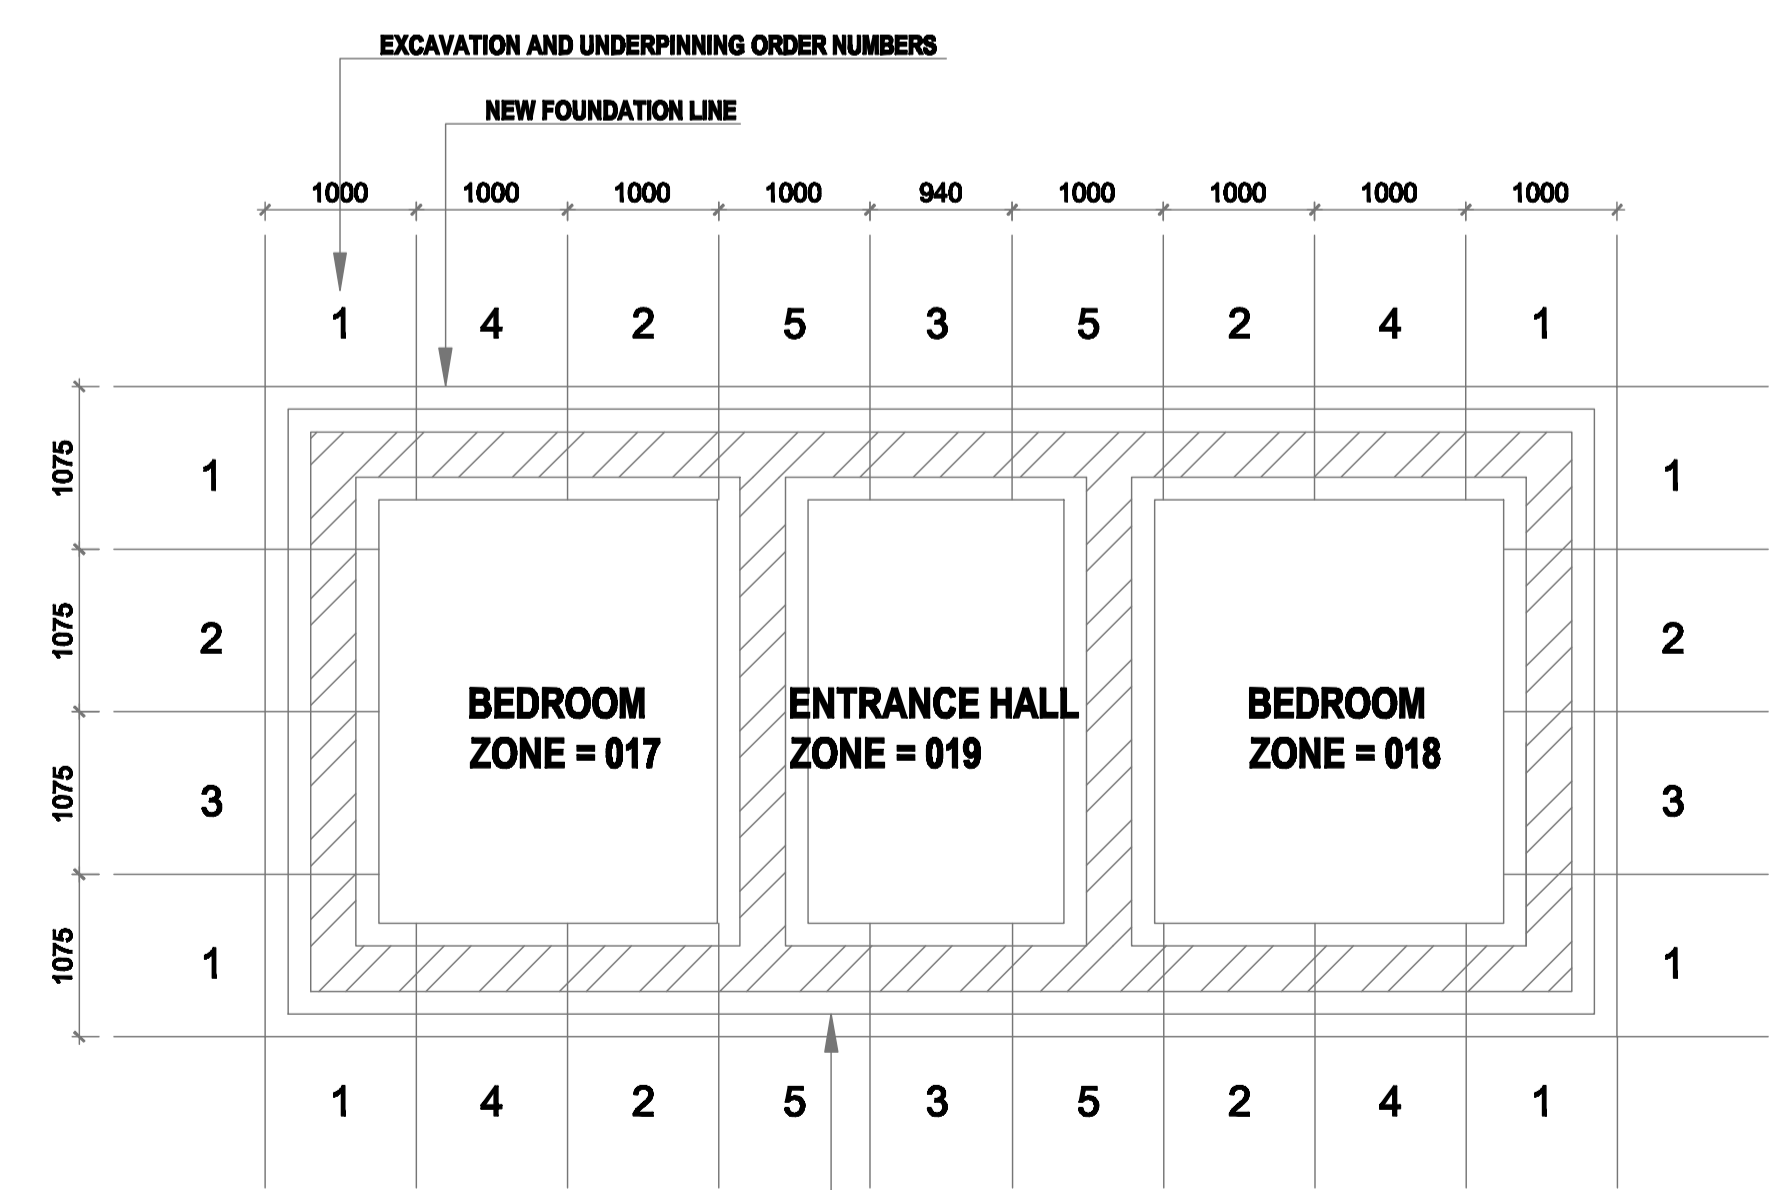 EXCAVATION AND UNDERPINNING ORDER NUMBERS
NEW FOUNDATION LINE
1000 1000 1000 1000 940 1000 1000 1000 1000
1 4 2 5 3 5 2 4 1
1075 1 1
1075 2 2
BEDROOM ENTRANCE HALL BEDROOM
ZONE = 017 ZONE = 019 ZONE = 018
1075 3 3
1075 1 1
1 4 2 5 3 5 2 4 1